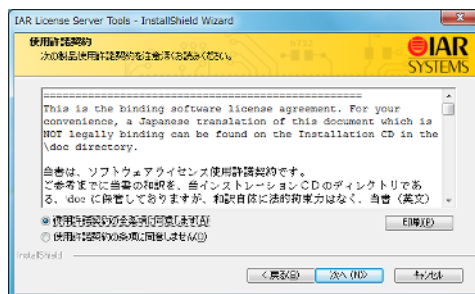 IAR License Server Tools - InstallShield Wizard
使用許諾契約
次の製品使用許諾契約を注意深くお読みください。
IAR
SYSTEMS
This is the binding software license agreement. For your
convenience, a Japanese translation of this document which is
NOT legally binding can be found on the Installation CD in the
\doc directory.
当書は、ソフトウェアライセンス使用許諾契約です。
ご参考までに当書の和訳を、当インストレーションCDのディレクトリであ
る、\doc に保管しておりますが、和訳自体に法的拘束力はなく、当書（英文）
使用許諾契約の全条項に同意します(A)
印刷(P)
使用許諾契約の条項に同意しません(D)
InstallShield
< 戻る(B)
次へ (N)>
キャンセル